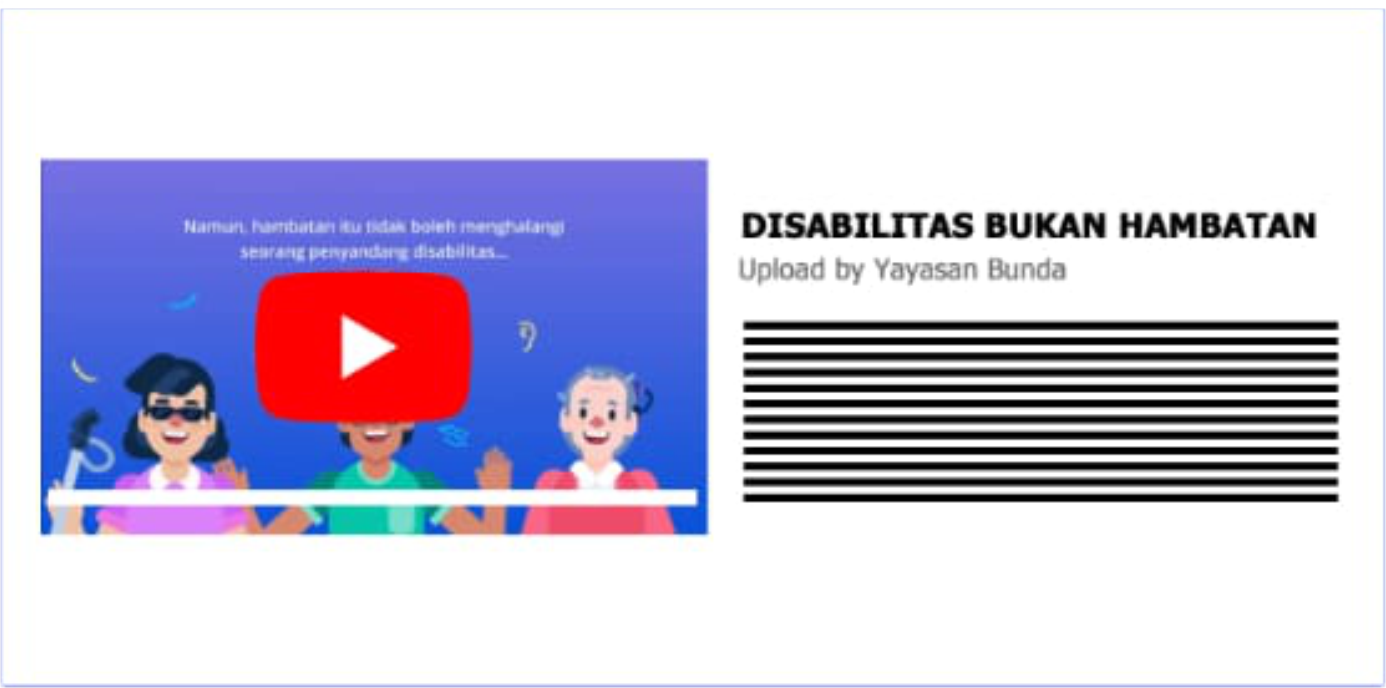 Namun, hambatan itu tidak boleh menghalangi
seorang penyandang disabilitas...
DISABILITAS BUKAN HAMBATAN
Upload by Yayasan Bunda